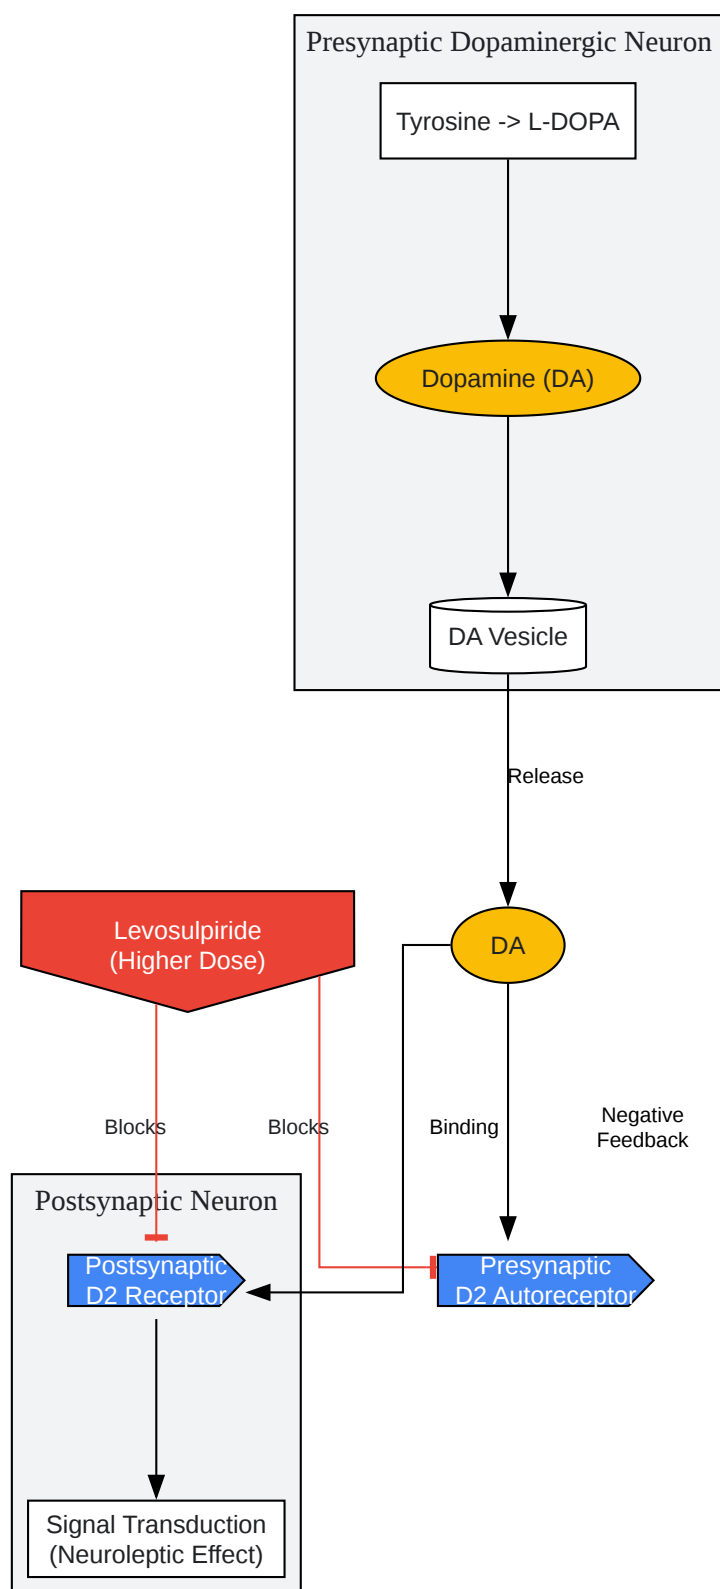 Presynaptic Dopaminergic Neuron
Tyrosine -> L-DOPA
Dopamine (DA)
DA Vesicle
Release
Levosulpiride
(Higher Dose)
DA
Blocks
Blocks
Binding
Negative
Feedback
Postsynaptic Neuron
Postsynaptic
D2 Receptor
Presynaptic
D2 Autoreceptor
Signal Transduction
(Neuroleptic Effect)